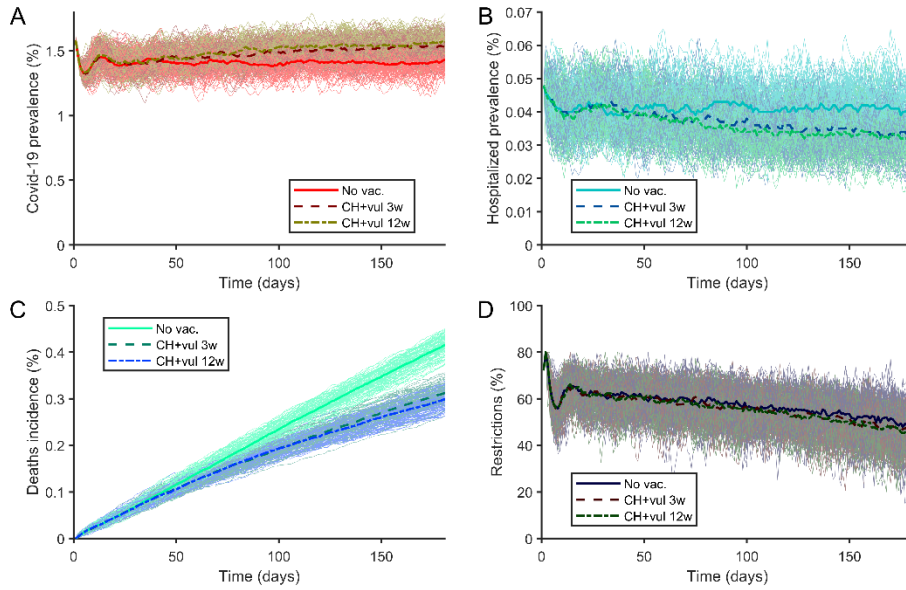 A
Covid-19 prevalence (%)
1.5
1
0.5
0
0
50
100
150
Time (days)
No vac.
CH+vul 3w
CH+vul 12w
B
Hospitalized prevalence (%)
0.07
0.06
0.05
0.04
0.03
0.02
0.01
0
0
50
100
150
Time (days)
No vac.
CH+vul 3w
CH+vul 12w
C
Deaths incidence (%)
0.5
0.4
0.3
0.2
0.1
0
0
50
100
150
Time (days)
No vac.
CH+vul 3w
CH+vul 12w
D
Restrictions (%)
100
80
60
40
20
0
0
50
100
150
Time (days)
No vac.
CH+vul 3w
CH+vul 12w